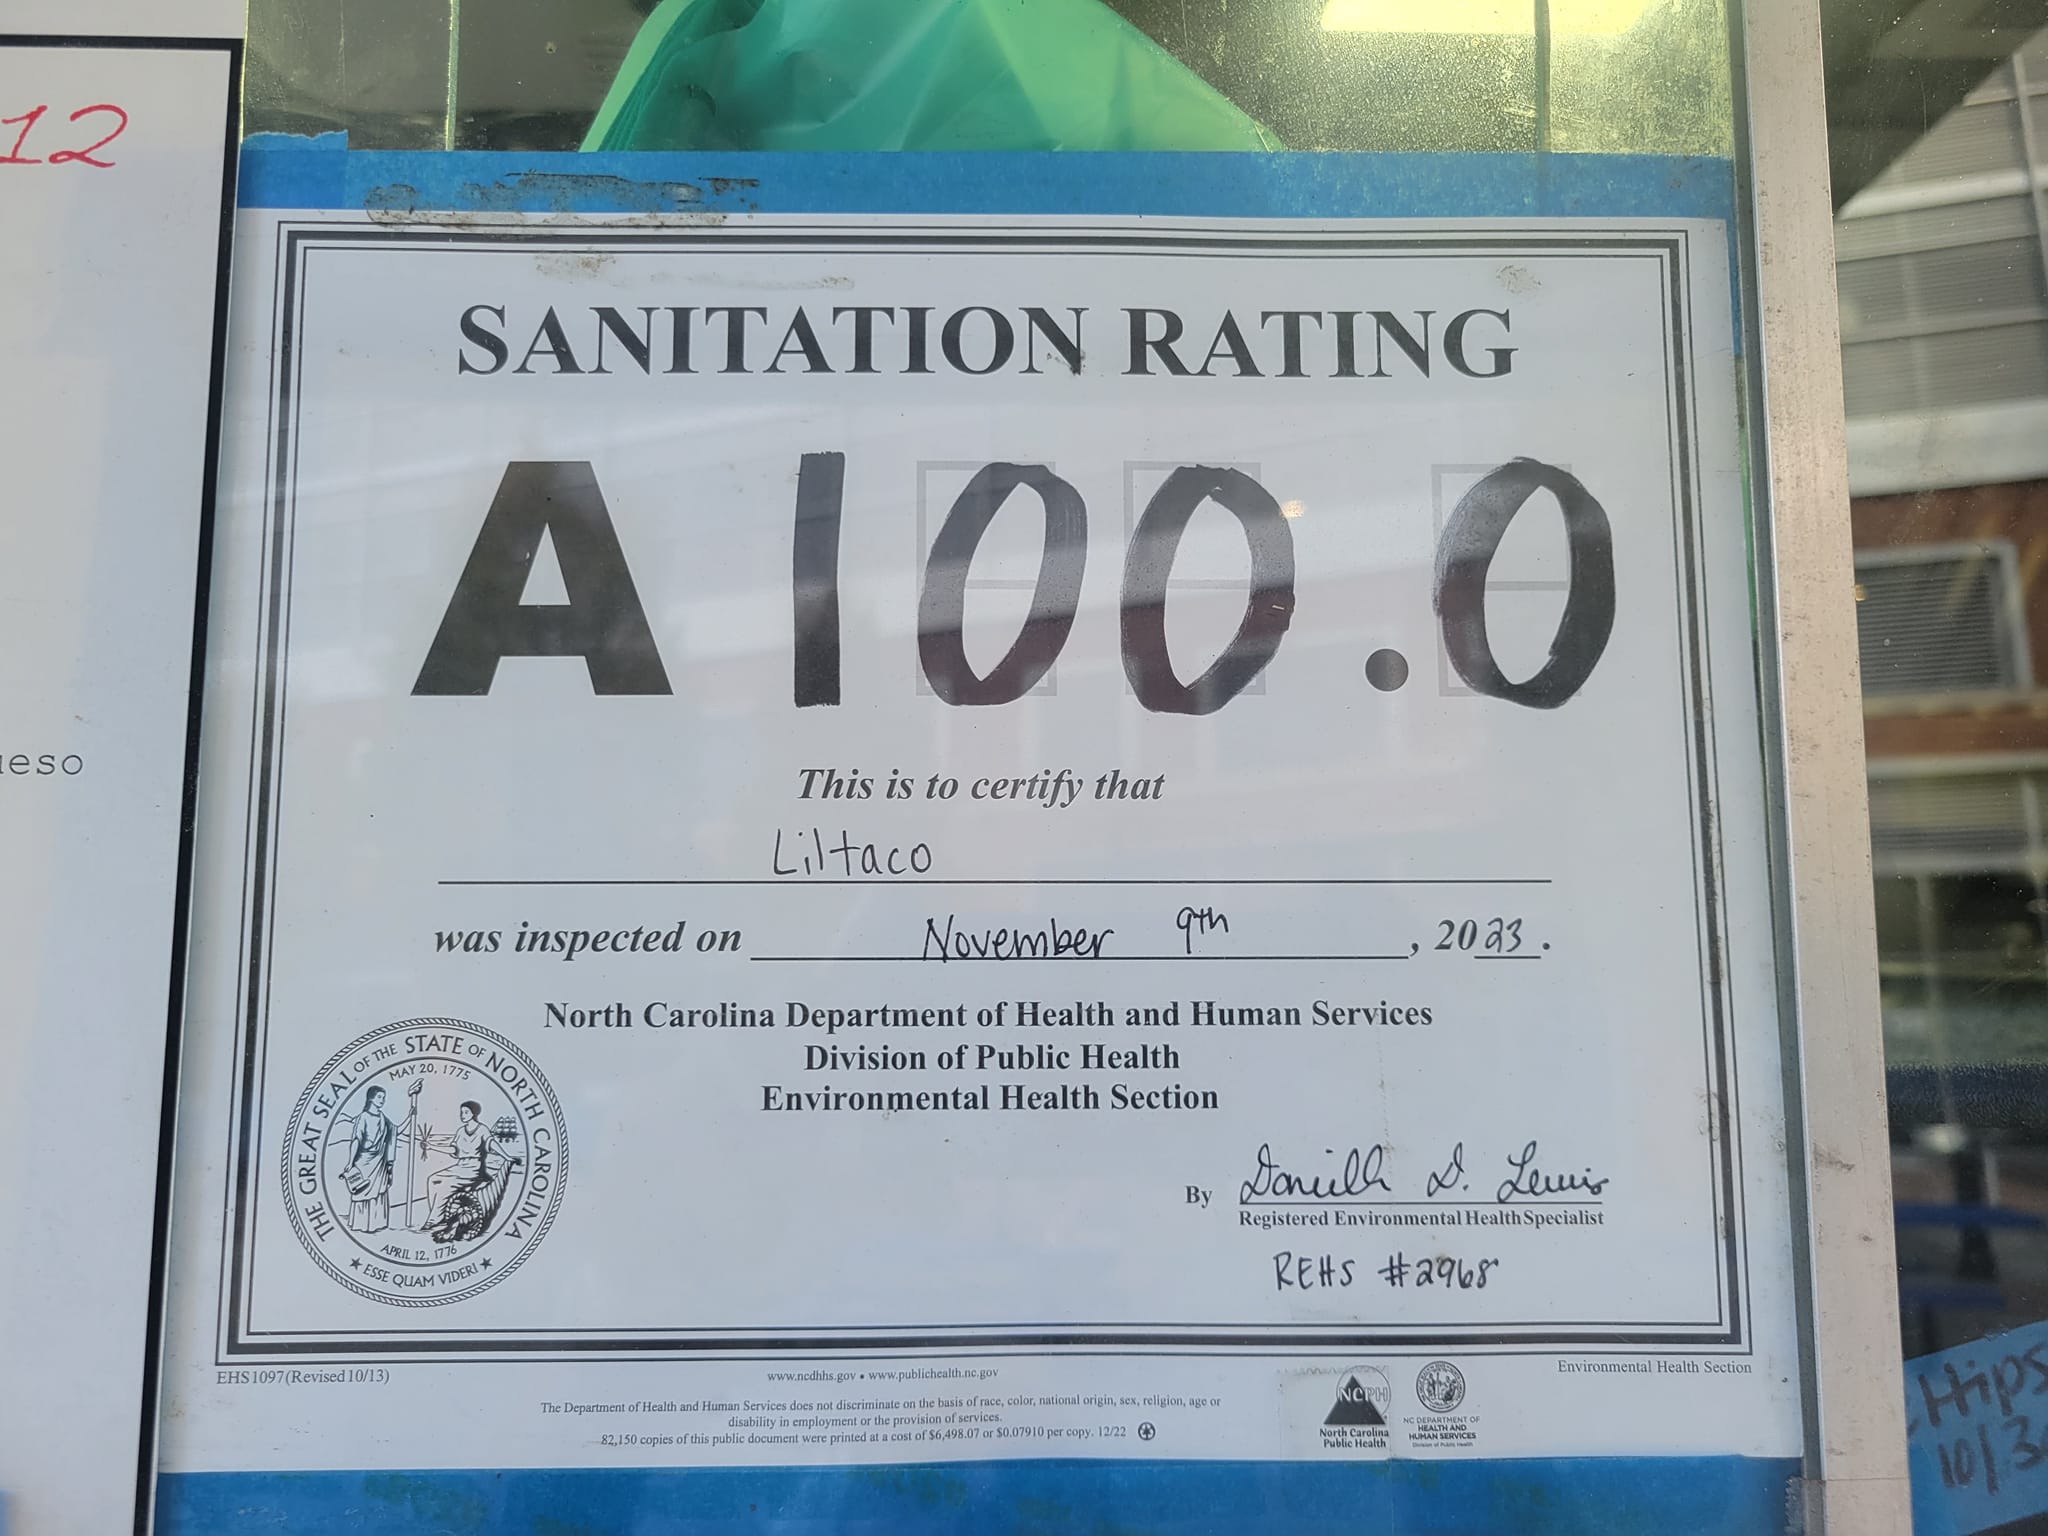 12
ueso
SANITATION RATING
A 100.0
This is to certify that
Liltaco
was inspected on November 9th, 2023.
North Carolina Department of Health and Human Services
Division of Public Health
Environmental Health Section
THE GREAT SEAL OF THE STATE OF NORTH CAROLINA
MAY 20, 1775
APRIL 12, 1776
★ ESSE QUAM VIDERI ★
By Danielle D. Lewis
Registered Environmental Health Specialist
REHS #2968
EHS1097(Revised 10/13)
www.ncdhhs.gov • www.publichealth.nc.gov
Environmental Health Section
The Department of Health and Human Services does not discriminate on the basis of race, color, national origin, sex, religion, age or
disability in employment or the provision of services.
82,150 copies of this public document were printed at a cost of $6,498.07 or $0.07910 per copy. 12/22
NCPH
North Carolina
Public Health
NC DEPARTMENT OF
HEALTH AND
HUMAN SERVICES
Division of Public Health